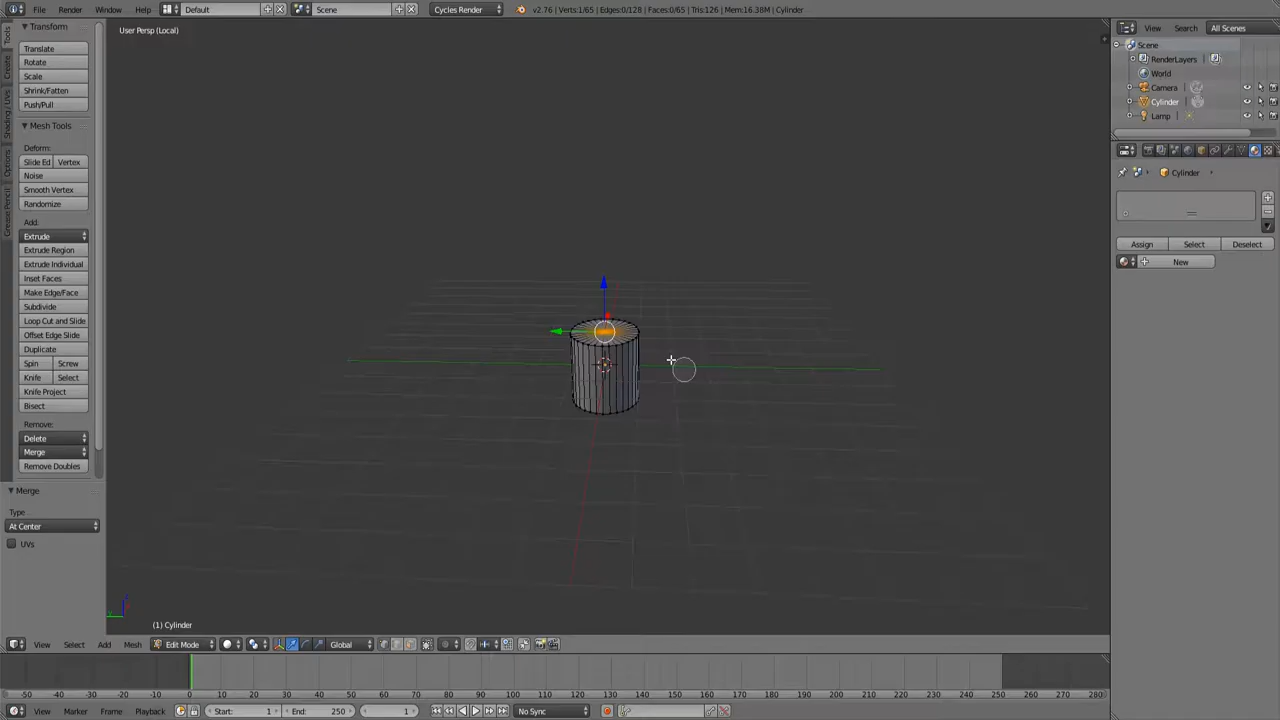 File Render Window Help Default Scene Cycles Render v2.76 | Verts:1/65 | Edges:0/128 | Faces:0/65 | Tris:126 | Mem:16.38M | Cylinder
Transform
Translate
Rotate
Scale
Shrink/Fatten
Push/Pull
Mesh Tools
Deform:
Slide Ed Vertex
Noise
Smooth Vertex
Randomize
Add:
Extrude
Extrude Region
Extrude Individual
Inset Faces
Make Edge/Face
Subdivide
Loop Cut and Slide
Offset Edge Slide
Duplicate
Spin Screw
Knife Select
Knife Project
Bisect
Remove:
Delete
Merge
Remove Doubles
Merge
Type
At Center
UVs
Tools
Create
Shading / UVs
Options
Grease Pencil
User Persp (Local)
(1) Cylinder
View Select Add Mesh Edit Mode Global
View Search All Scenes
Scene
RenderLayers
World
Camera
Cylinder
Lamp
Cylinder
Assign Select Deselect
New
-50 -40 -30 -20 -10 0 10 20 30 40 50 60 70 80 90 100 110 120 130 140 150 160 170 180 190 200 210 220 230 240 250 260 270 280
View Marker Frame Playback Start: 1 End: 250 1 No Sync